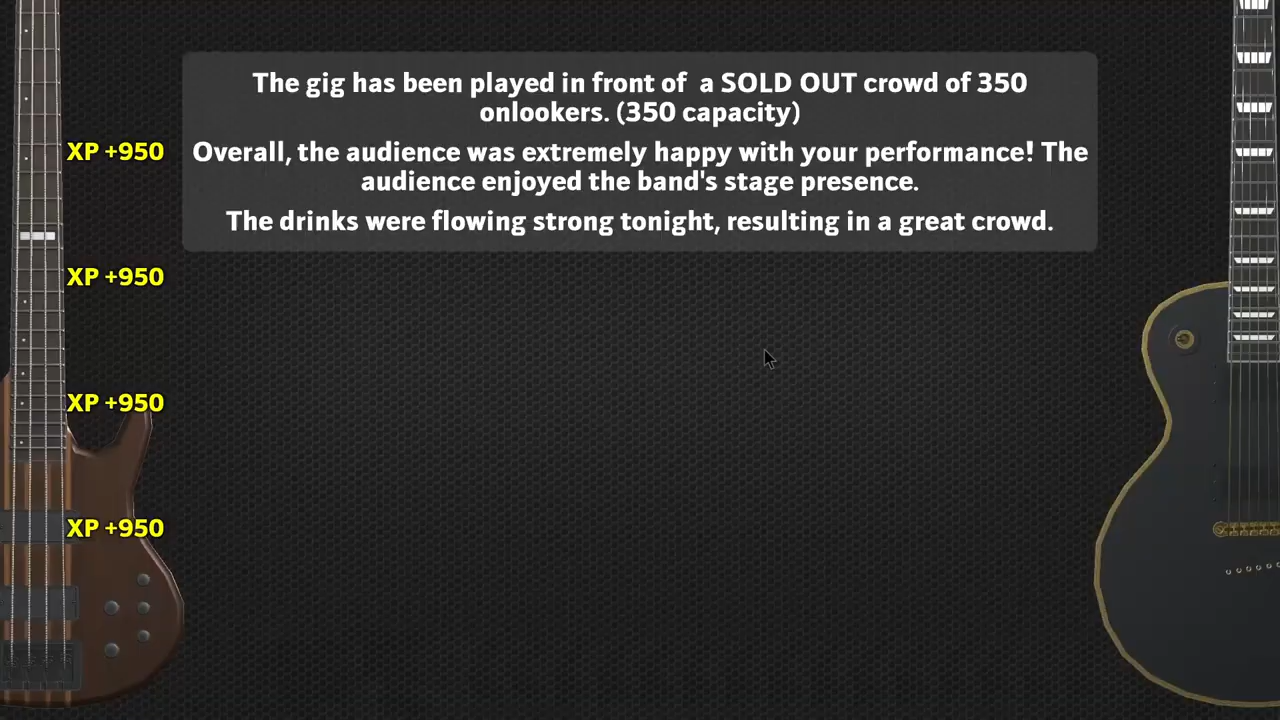 The gig has been played in front of  a SOLD OUT crowd of 350
onlookers. (350 capacity)
XP +950
Overall, the audience was extremely happy with your performance! The
audience enjoyed the band's stage presence.
The drinks were flowing strong tonight, resulting in a great crowd.
XP +950
XP +950
XP +950